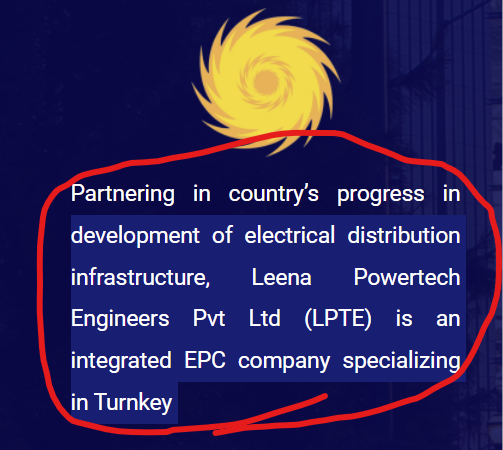 Partnering in country’s progress in
development of electrical distribution
infrastructure, Leena Powertech
Engineers Pvt Ltd (LPTE) is an
integrated EPC company specializing
in Turnkey